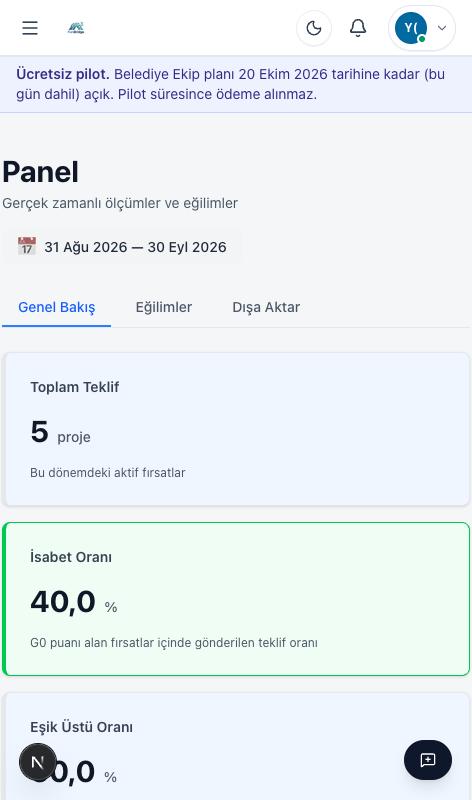 Y(
Ücretsiz pilot. Belediye Ekip planı 20 Ekim 2026 tarihine kadar (bu
gün dahil) açık. Pilot süresince ödeme alınmaz.
Panel
Gerçek zamanlı ölçümler ve eğilimler
31 Ağu 2026 — 30 Eyl 2026
Genel Bakış Eğilimler Dışa Aktar
Toplam Teklif
5 proje
Bu dönemdeki aktif fırsatlar
İsabet Oranı
40,0 %
G0 puanı alan fırsatlar içinde gönderilen teklif oranı
Eşik Üstü Oranı
0,0 %
N